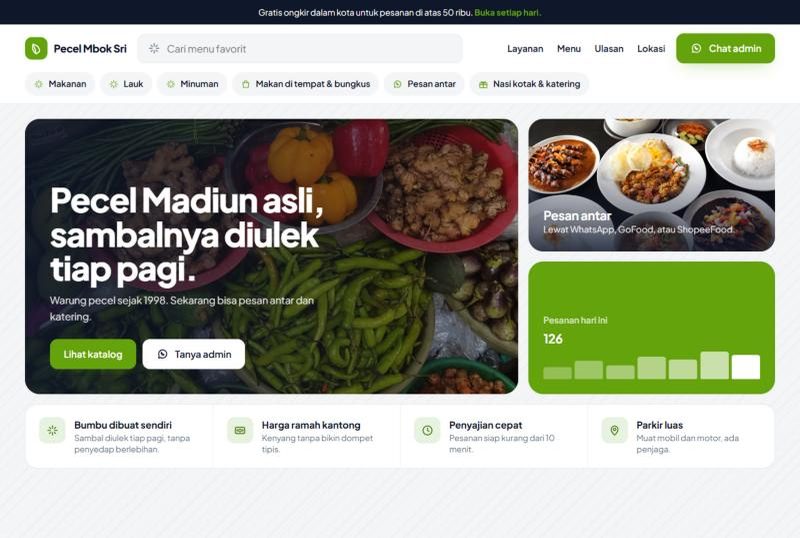 Gratis ongkir dalam kota untuk pesanan di atas 50 ribu. Buka setiap hari.
Pecel Mbok Sri
Cari menu favorit
Layanan
Menu
Ulasan
Lokasi
Chat admin
Makanan
Lauk
Minuman
Makan di tempat & bungkus
Pesan antar
Nasi kotak & katering
Pecel Madiun asli,
sambalnya diulek
tiap pagi.
Warung pecel sejak 1998. Sekarang bisa pesan antar dan
katering.
Lihat katalog
Tanya admin
Pesan antar
Lewat WhatsApp, GoFood, atau ShopeeFood.
Pesanan hari ini
126
Bumbu dibuat sendiri
Sambal diulek tiap pagi, tanpa
penyedap berlebihan.
Harga ramah kantong
Kenyang tanpa bikin dompet
tipis.
Penyajian cepat
Pesanan siap kurang dari 10
menit.
Parkir luas
Muat mobil dan motor, ada
penjaga.